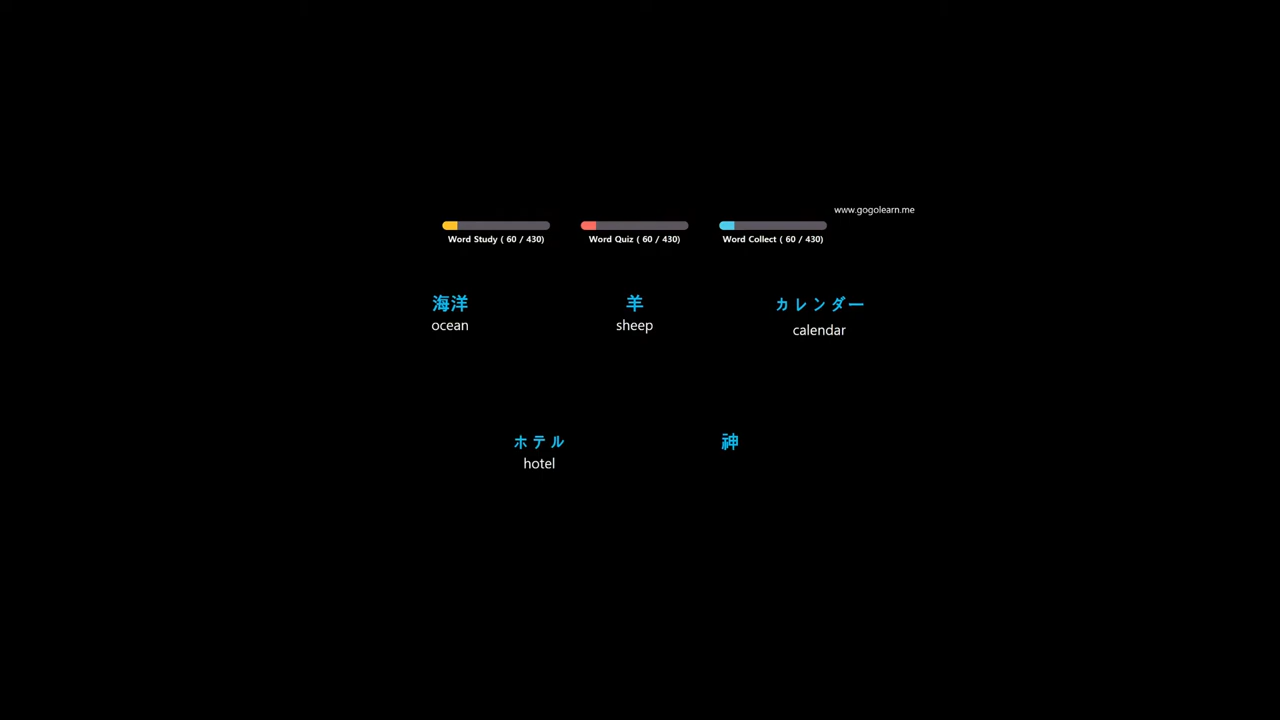 www.gogolearn.me
Word Study ( 60 / 430)
Word Quiz ( 60 / 430)
Word Collect ( 60 / 430)
海洋
ocean
羊
sheep
カレンダー
calendar
ホテル
hotel
神